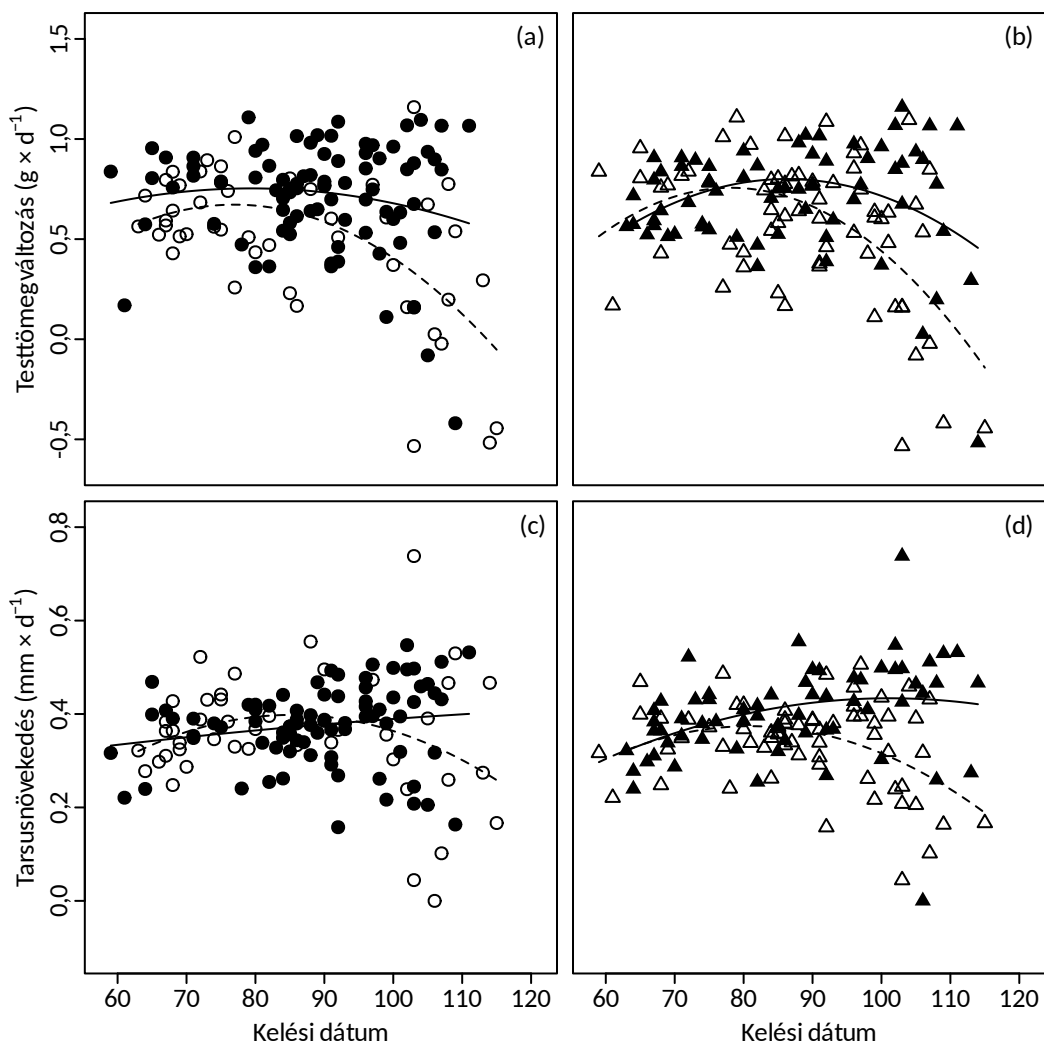 (a)
(b)
Testtömegváltozás (g × d⁻¹)
1,5
1,0
0,5
0,0
-0,5
(c)
(d)
Tarsusnövekedés (mm × d⁻¹)
0,8
0,6
0,4
0,2
0,0
60 70 80 90 100 110 120
60 70 80 90 100 110 120
Kelési dátum
Kelési dátum